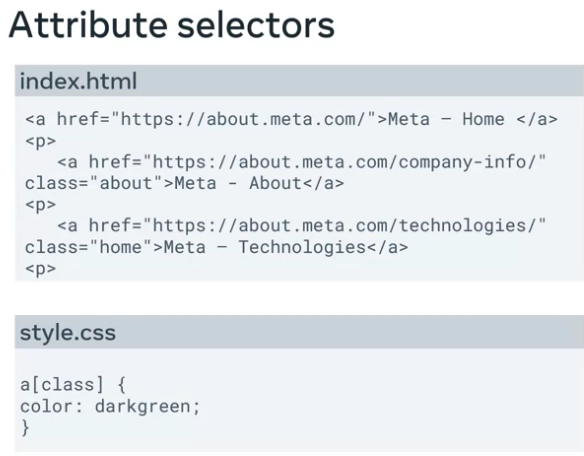 Attribute selectors
index.html
<a href="https://about.meta.com/">Meta – Home </a>
<p>
<a href="https://about.meta.com/company-info/"
class="about">Meta - About</a>
<p>
<a href="https://about.meta.com/technologies/"
class="home">Meta – Technologies</a>
<p>
style.css
a[class] {
color: darkgreen;
}